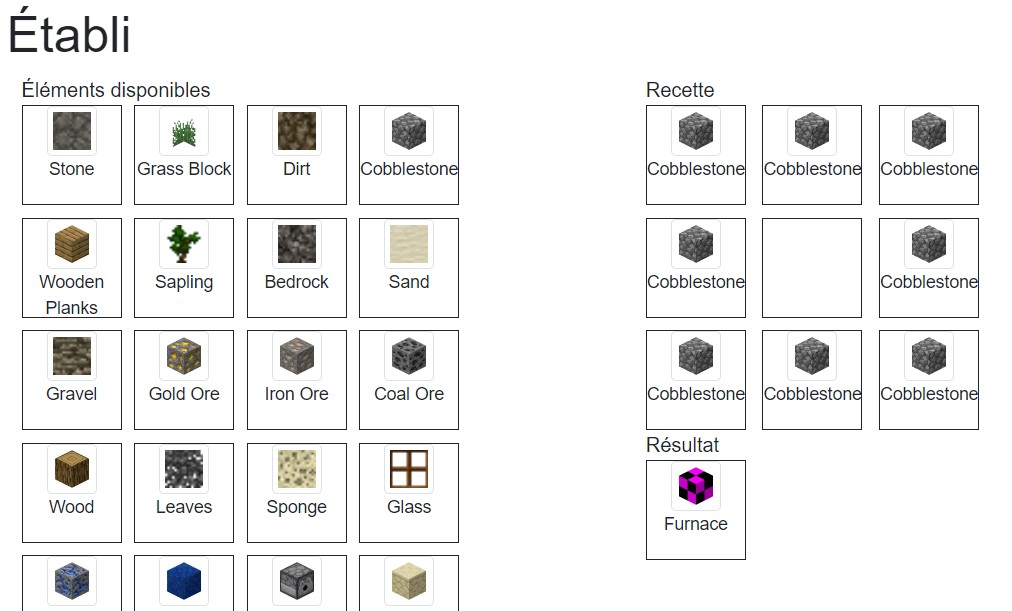 Établi
Éléments disponibles
Stone
Grass Block
Dirt
Cobblestone
Wooden
Planks
Sapling
Bedrock
Sand
Gravel
Gold Ore
Iron Ore
Coal Ore
Wood
Leaves
Sponge
Glass
Recette
Cobblestone
Cobblestone
Cobblestone
Cobblestone
Cobblestone
Cobblestone
Cobblestone
Cobblestone
Résultat
Furnace